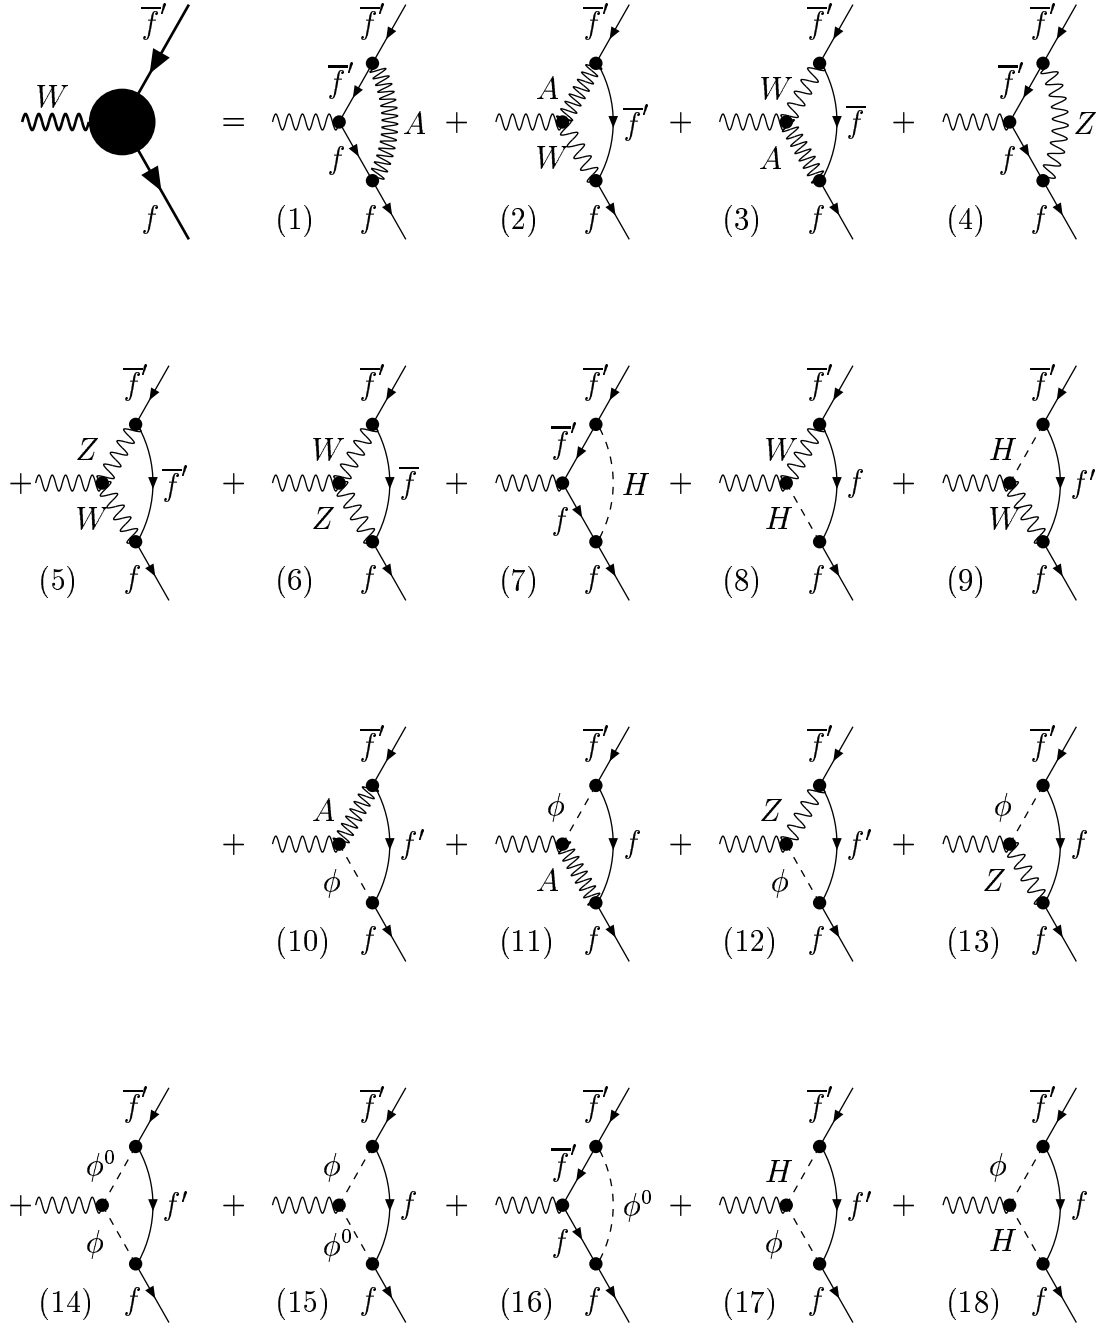 f̅′ f̅′ f̅′ f̅′ f̅′
W = f̅′ A + A f̅′ + W f̅ + f̅′ Z
f W A f
f (1) f (2) f (3) f (4) f
f̅′ f̅′ f̅′ f̅′ f̅′
+ Z f̅′ + W f̅ + f̅′ H + W f + H f′
W Z f H W
(5) f (6) f (7) f (8) f (9) f
f̅′ f̅′ f̅′ f̅′
+ A f′ + ϕ f + Z f′ + ϕ f
ϕ A ϕ Z
(10) f (11) f (12) f (13) f
f̅′ f̅′ f̅′ f̅′ f̅′
+ ϕ⁰ f′ + ϕ f + f̅′ ϕ⁰ + H f′ + ϕ f
ϕ ϕ⁰ f ϕ H
(14) f (15) f (16) f (17) f (18) f